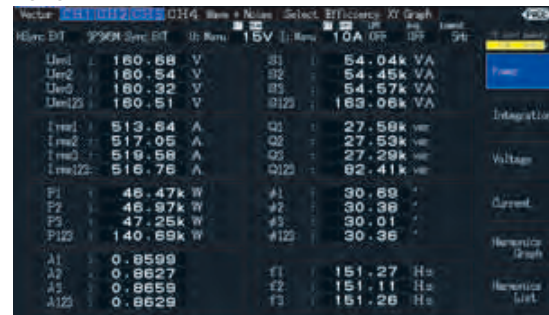 Vector CH1 CH2 CH3 CH4 Wave + Noise Select Efficiency XY Graph
Sync EXT Sync EXT U: Manu 15V I: Manu 10A OFF OFF 5Hz
Urms1 : 160.68 V S1 : 54.04k VA
Urms2 : 160.54 V S2 : 54.45k VA
Urms3 : 160.32 V S3 : 54.57k VA
Urms123 : 160.51 V S123 : 163.06k VA
Irms1 : 513.64 A Q1 : 27.58k var
Irms2 : 517.05 A Q2 : 27.53k var
Irms3 : 519.58 A Q3 : 27.29k var
Irms123 : 516.76 A Q123 : 82.41k var
P1 : 46.47k W φ1 : 30.69 °
P2 : 46.97k W φ2 : 30.38 °
P3 : 47.25k W φ3 : 30.01 °
P123 : 140.69k W φ123 : 30.36 °
λ1 : 0.8599
λ2 : 0.8627 f1 : 151.27 Hz
λ3 : 0.8659 f2 : 151.11 Hz
λ123 : 0.8629 f3 : 151.26 Hz
Power
Integration
Voltage
Current
Harmonics
Graph
Harmonics
List